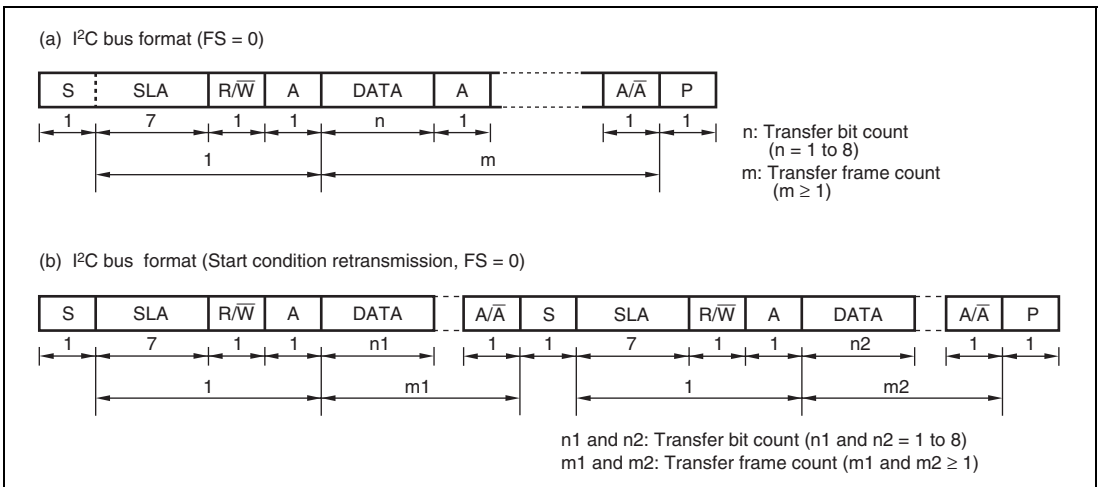 (a) I²C bus format (FS = 0)
S SLA R/W̅ A DATA A A/A̅ P
1 7 1 1 n 1 1 1
1 m
n: Transfer bit count
(n = 1 to 8)
m: Transfer frame count
(m ≥ 1)
(b) I²C bus format (Start condition retransmission, FS = 0)
S SLA R/W̅ A DATA A/A̅ S SLA R/W̅ A DATA A/A̅ P
1 7 1 1 n1 1 1 7 1 1 n2 1 1
1 m1 1 m2
n1 and n2: Transfer bit count (n1 and n2 = 1 to 8)
m1 and m2: Transfer frame count (m1 and m2 ≥ 1)